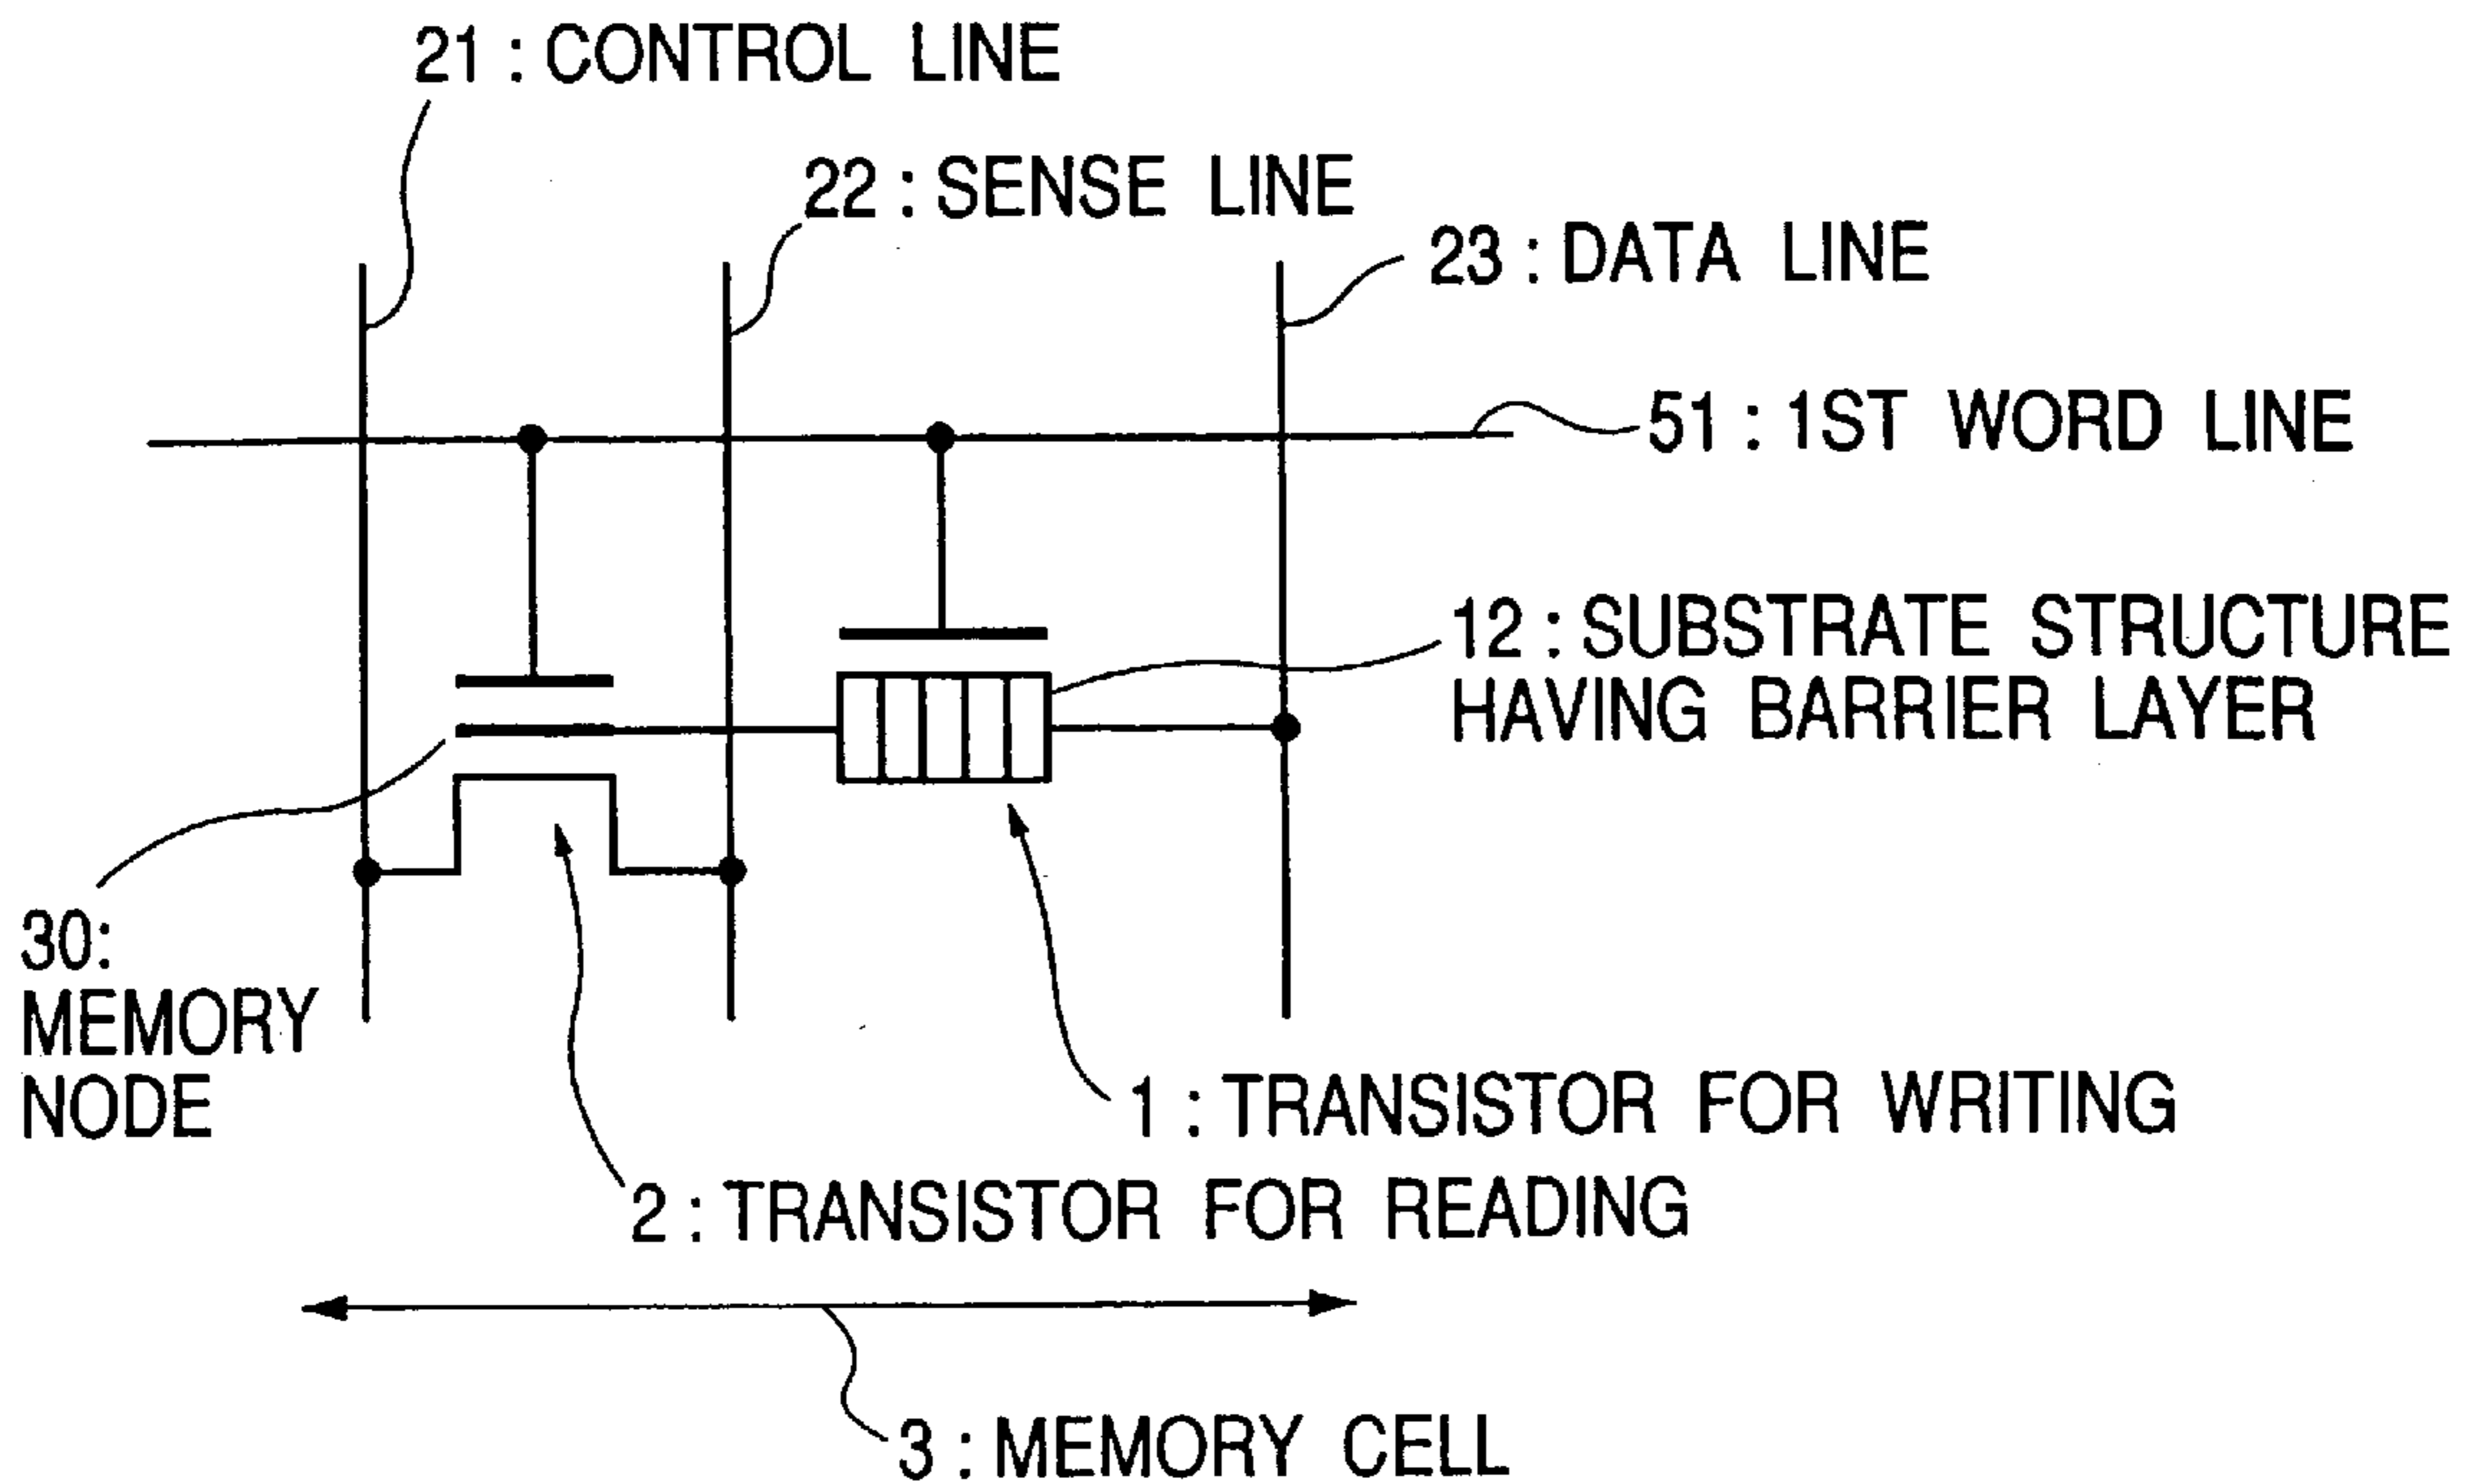 21 : CONTROL LINE
22 : SENSE LINE
23 : DATA LINE
51 : 1ST WORD LINE
12 : SUBSTRATE STRUCTURE
HAVING BARRIER LAYER
30:
MEMORY
NODE
1 : TRANSISTOR FOR WRITING
2 : TRANSISTOR FOR READING
3 : MEMORY CELL